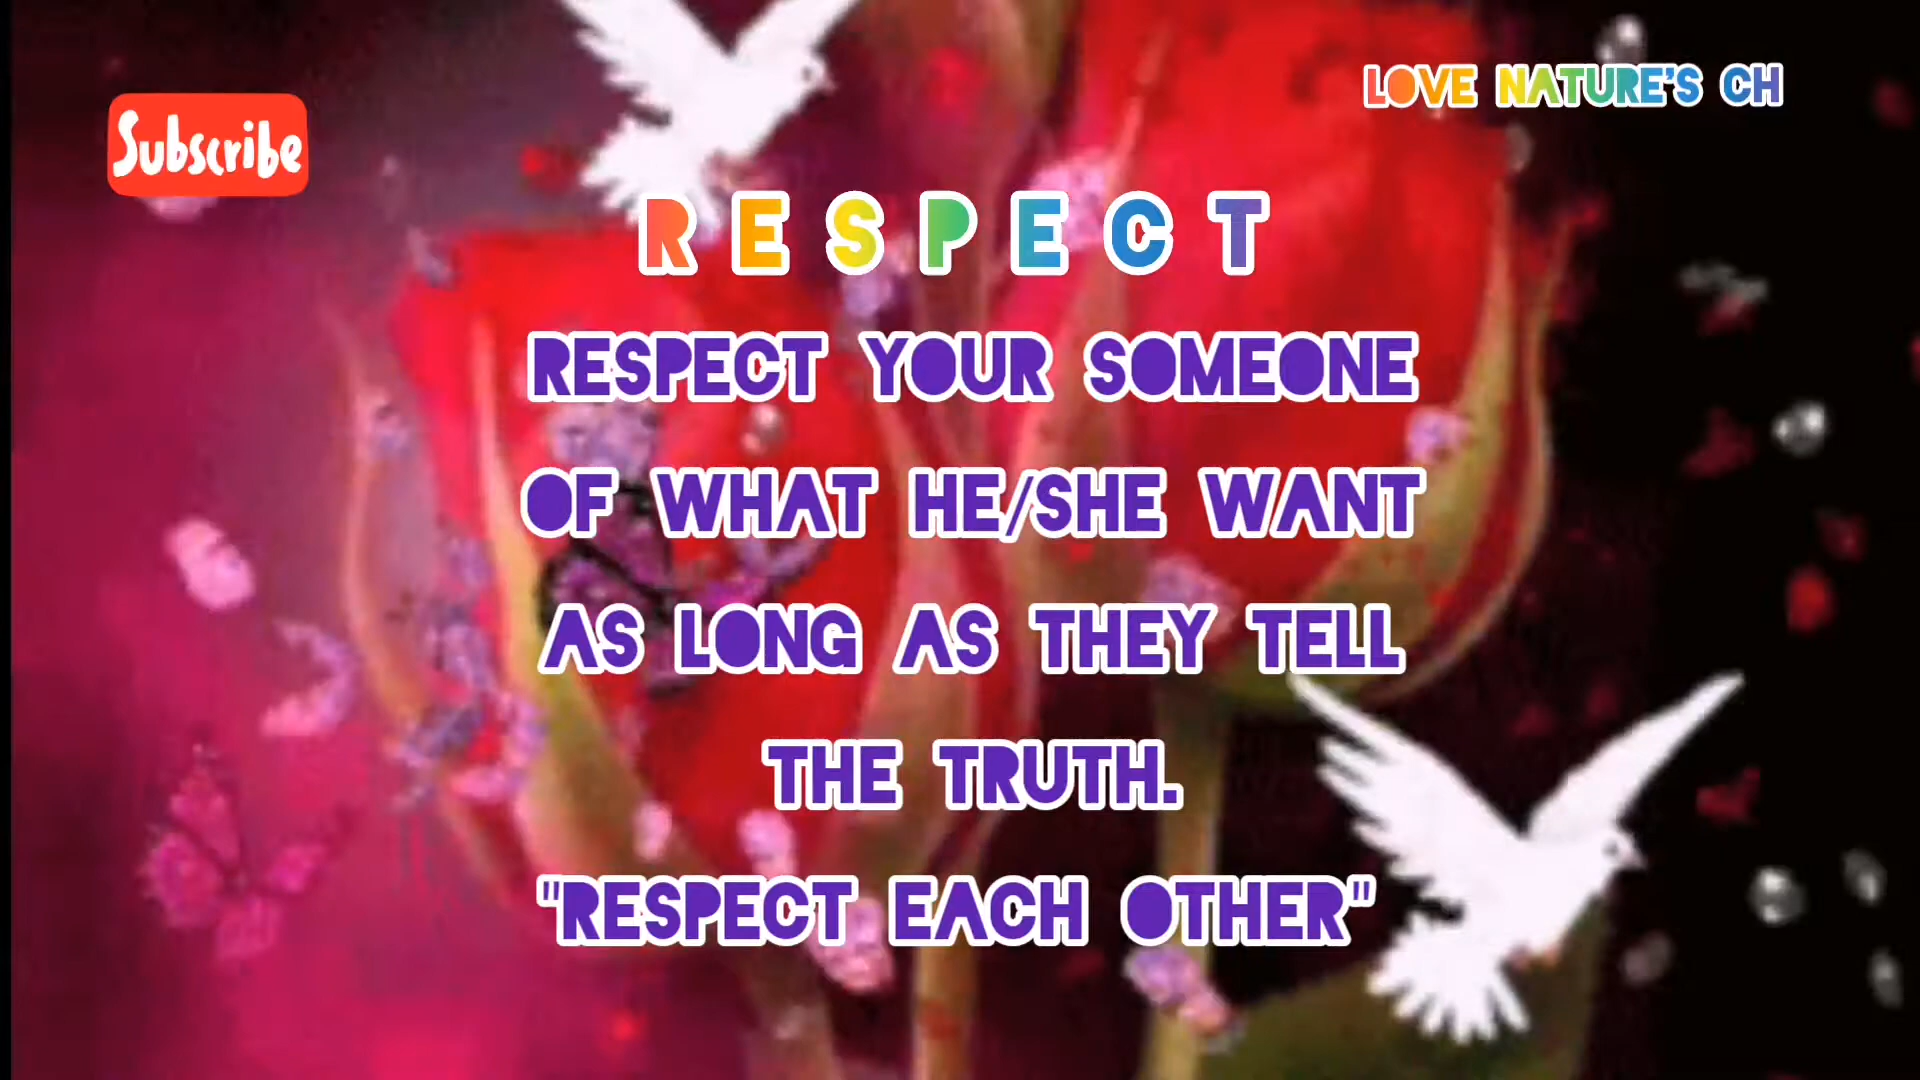 Subscribe
LOVE NATURE'S CH
RESPECT
RESPECT YOUR SOMEONE
OF WHAT HE/SHE WANT
AS LONG AS THEY TELL
THE TRUTH.
"RESPECT EACH OTHER"